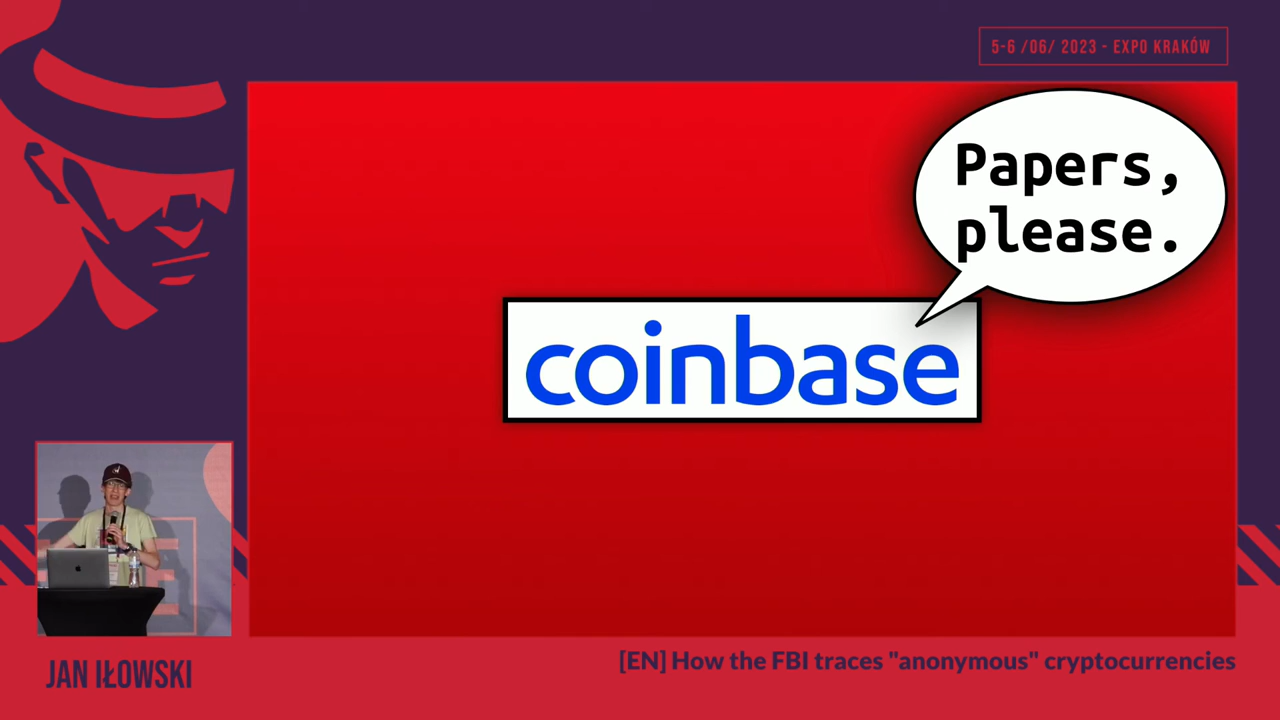 5-6 /06/ 2023 - EXPO KRAKÓW
Papers,
please.
coinbase
JAN IŁOWSKI
[EN] How the FBI traces "anonymous" cryptocurrencies